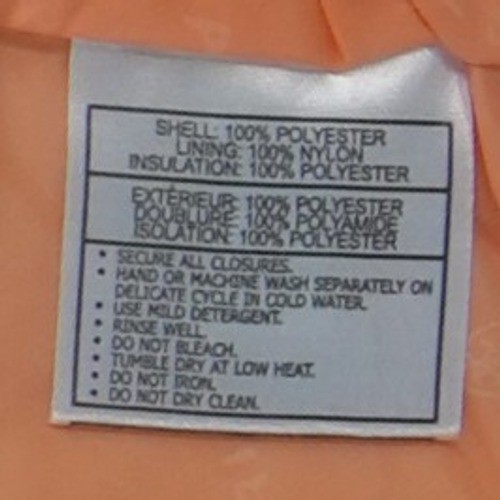 SHELL: 100% POLYESTER
LINING: 100% NYLON
INSULATION: 100% POLYESTER
EXTÉRIEUR: 100% POLYESTER
DOUBLURE: 100% POLYAMIDE
ISOLATION: 100% POLYESTER
• SECURE ALL CLOSURES.
• HAND OR MACHINE WASH SEPARATELY ON
DELICATE CYCLE IN COLD WATER.
• USE MILD DETERGENT.
• RINSE WELL.
• DO NOT BLEACH.
• TUMBLE DRY AT LOW HEAT.
• DO NOT IRON.
• DO NOT DRY CLEAN.